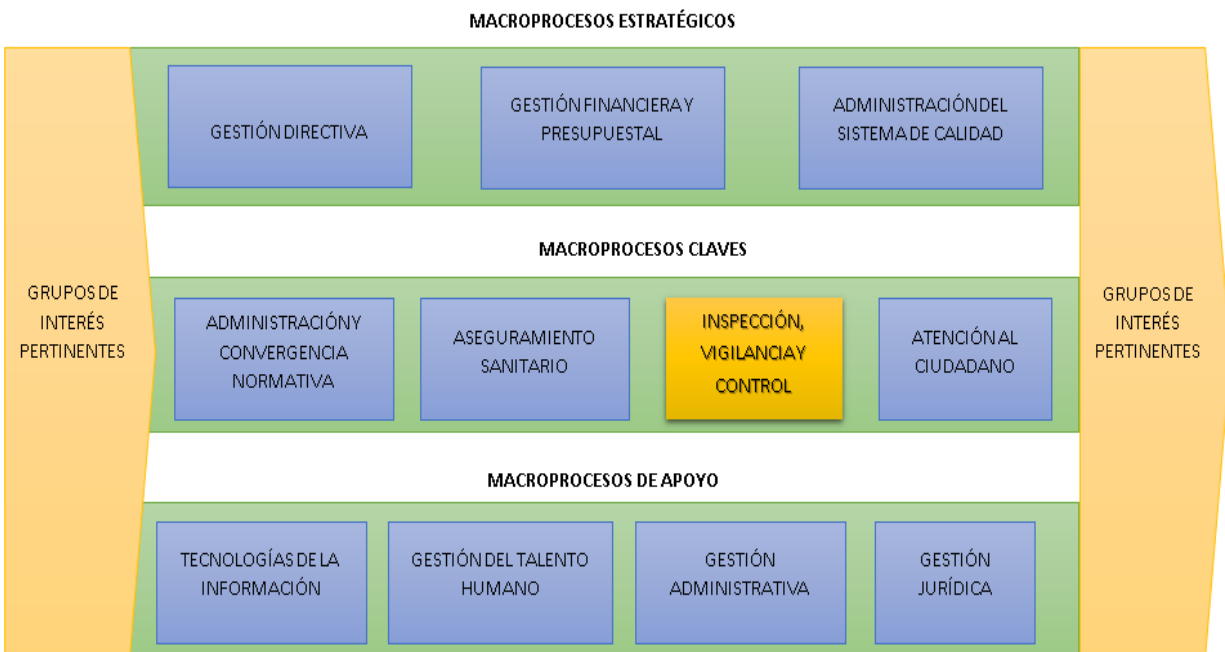 MACROPROCESOS ESTRATÉGICOS
GESTIÓN DIRECTIVA
GESTIÓN FINANCIERA Y
PRESUPUESTAL
ADMINISTRACIÓN DEL
SISTEMA DE CALIDAD
MACROPROCESOS CLAVES
GRUPOS DE
INTERÉS
PERTINENTES
ADMINISTRACIÓN Y
CONVERGENCIA
NORMATIVA
ASEGURAMIENTO
SANITARIO
INSPECCIÓN,
VIGILANCIA Y
CONTROL
ATENCIÓN AL
CIUDADANO
GRUPOS DE
INTERÉS
PERTINENTES
MACROPROCESOS DE APOYO
TECNOLOGÍAS DE LA
INFORMACIÓN
GESTIÓN DEL TALENTO
HUMANO
GESTIÓN
ADMINISTRATIVA
GESTIÓN
JURÍDICA